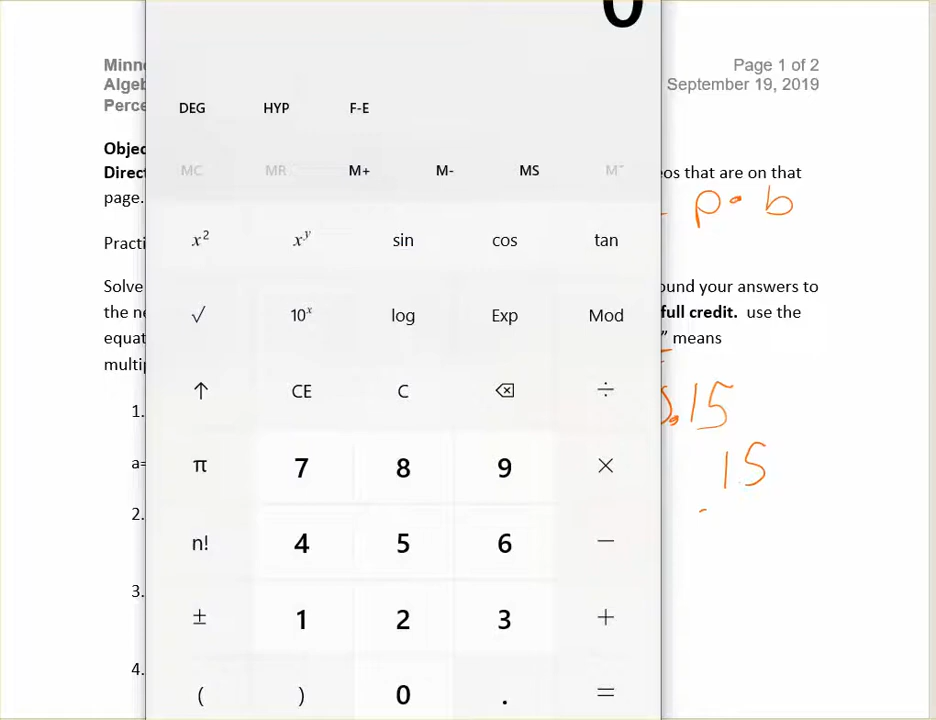 0
Minn Page 1 of 2
Algeb September 19, 2019
Perce
DEG HYP F-E
Objec
MC MR M+ M- MS M˅
Direct eos that are on that
page. p • b
Practi
x² xʸ sin cos tan
Solve ound your answers to
the ne full credit. use the
√ 10ˣ log Exp Mod
equat ” means
multip
↑ CE C ⌫ ÷
1. .15
a= π 7 8 9 × 15
2.
n! 4 5 6 −
3.
± 1 2 3 +
4.
( ) 0 . =